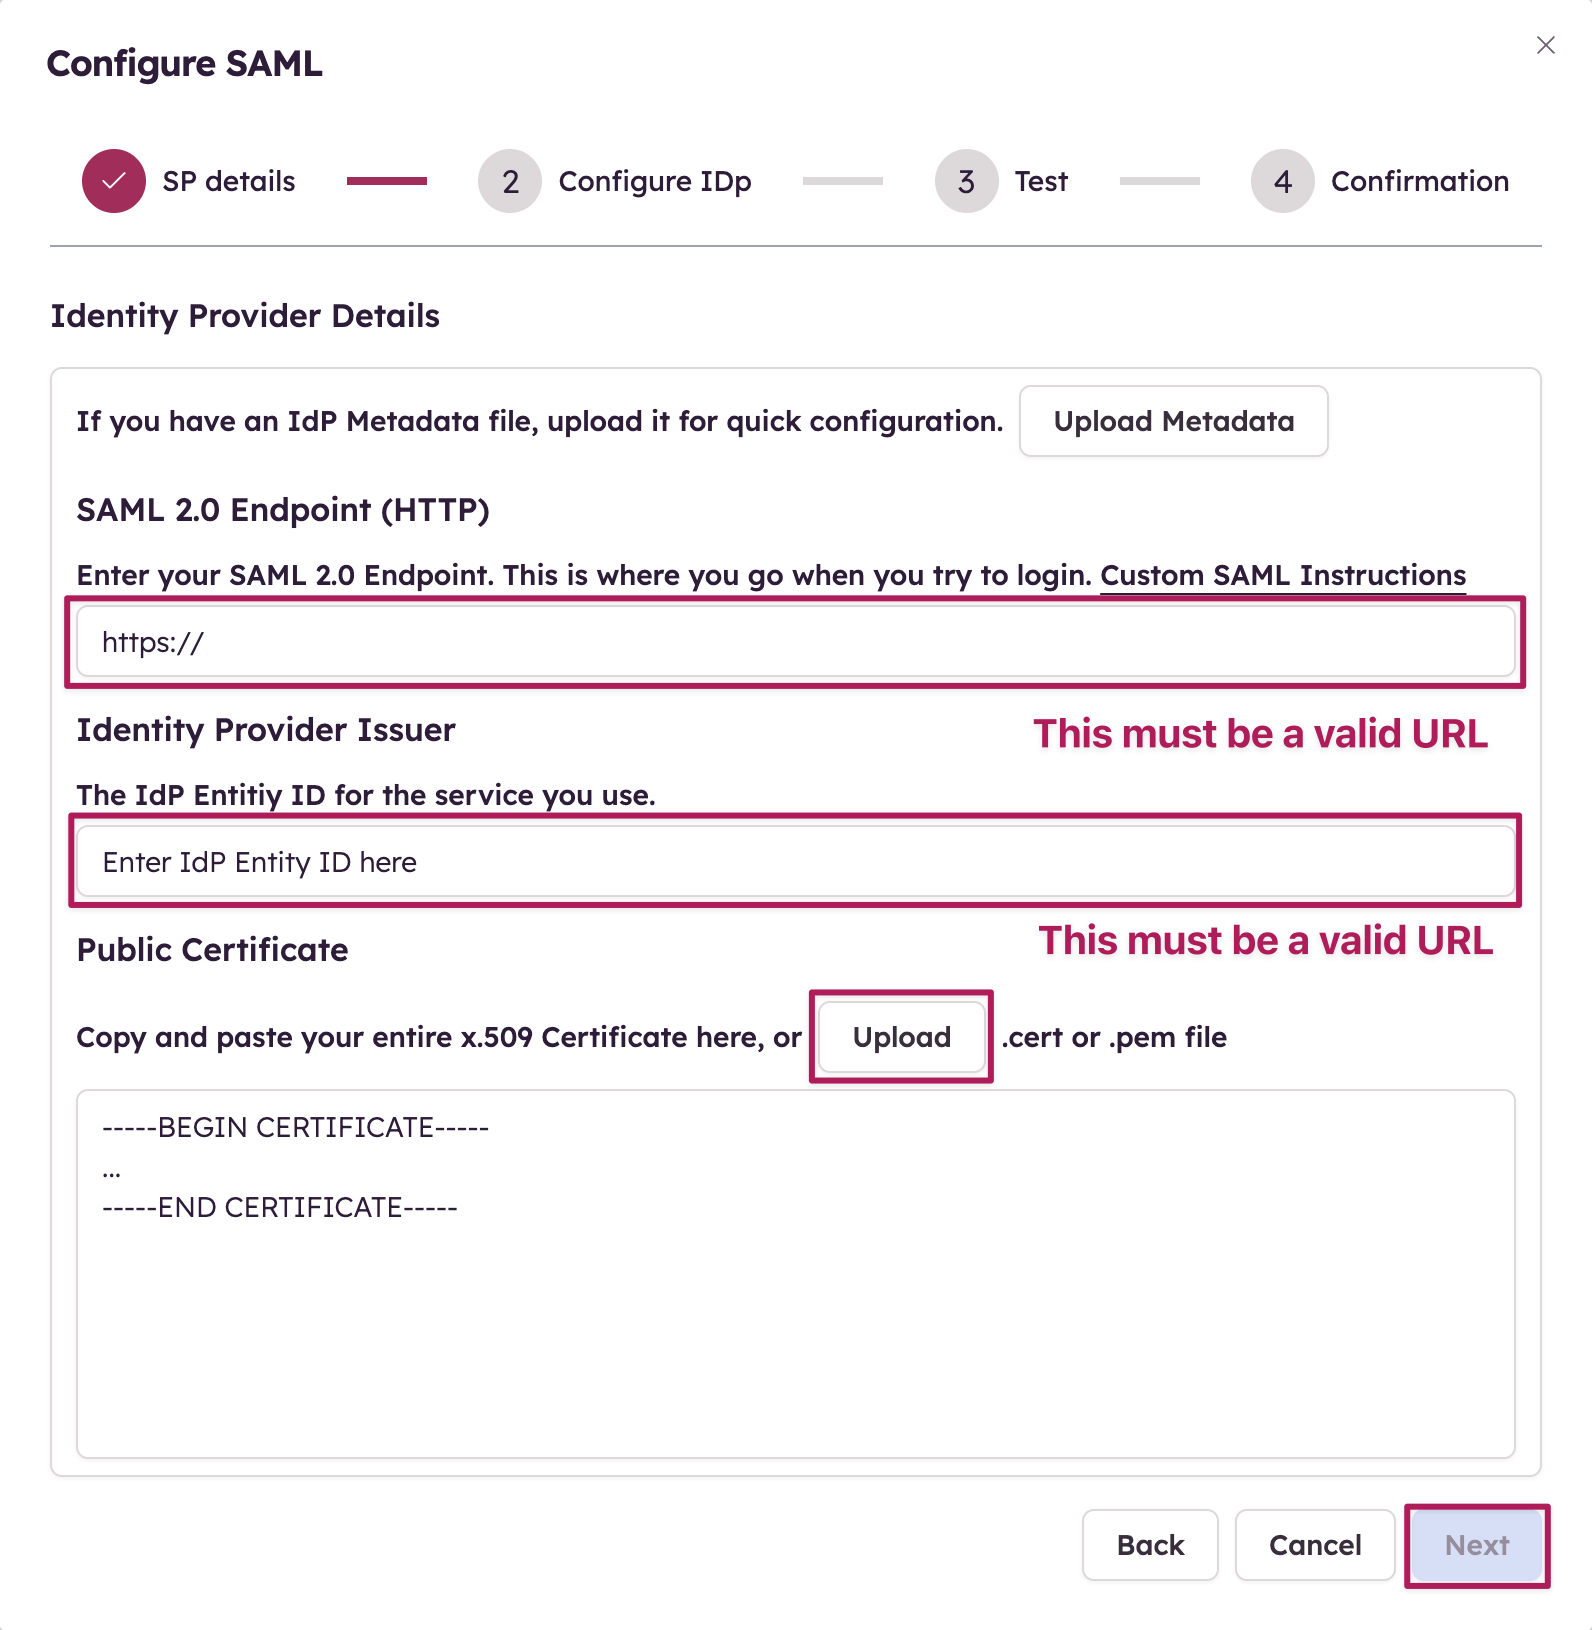 Configure SAML
SP details
2 Configure IDp
3 Test
4 Confirmation
Identity Provider Details
If you have an IdP Metadata file, upload it for quick configuration. Upload Metadata
SAML 2.0 Endpoint (HTTP)
Enter your SAML 2.0 Endpoint. This is where you go when you try to login. Custom SAML Instructions
https://
Identity Provider Issuer
This must be a valid URL
The IdP Entitiy ID for the service you use.
Enter IdP Entity ID here
Public Certificate
This must be a valid URL
Copy and paste your entire x.509 Certificate here, or Upload .cert or .pem file
-----BEGIN CERTIFICATE-----
...
-----END CERTIFICATE-----
Back
Cancel
Next